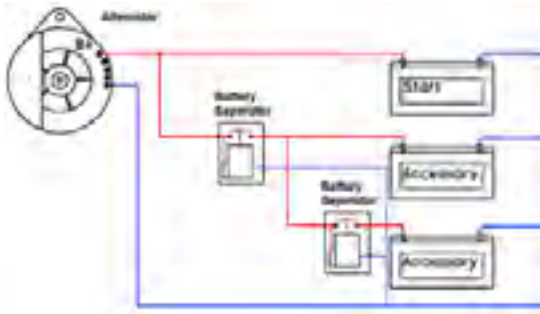 Alternator
B+
Start
Battery
Separator
Accessory
Battery
Separator
Accessory